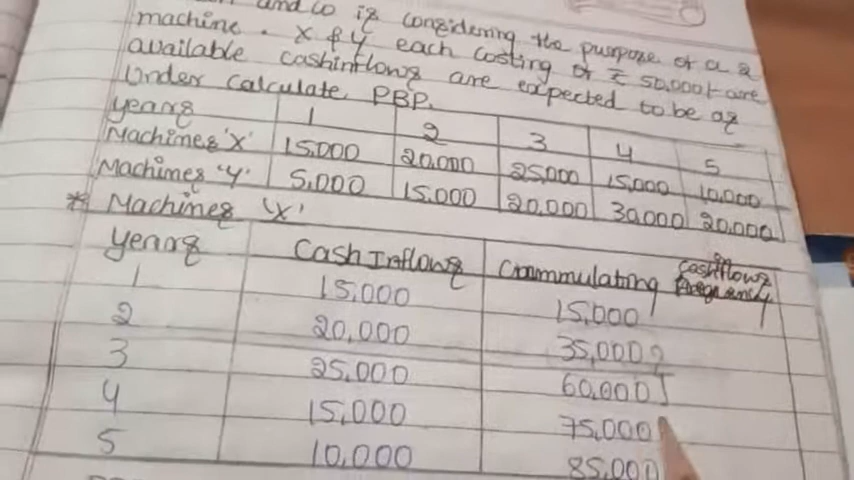 and co is considering the purpose of a 2
machine . X & Y each costing of ₹ 50,000/- are
available cashinflows are expected to be as
Under calculate PBP.
years 1 2 3 4 5
Machines 'X' 15,000 20,000 25,000 15,000 10,000
Machines 'Y' 5,000 15,000 20,000 30,000 20,000
* Machines 'X'
years Cash Inflows Cummulating cashflows
1 15,000 15,000
2 20,000 35,000
3 25,000 60,000
4 15,000 75,000
5 10,000 85,000